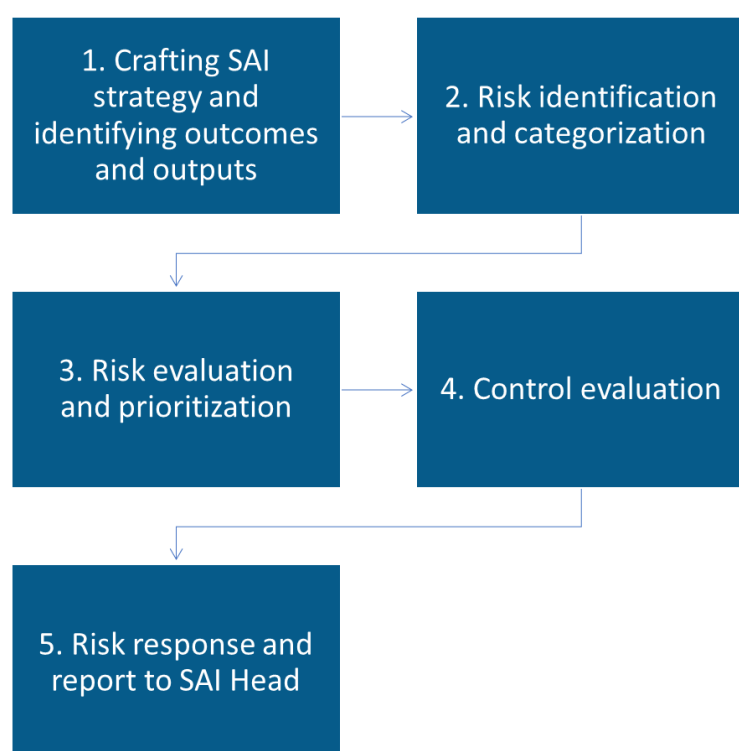 1. Crafting SAI
strategy and
identifying outcomes
and outputs
2. Risk identification
and categorization
3. Risk evaluation
and prioritization
4. Control evaluation
5. Risk response and
report to SAI Head